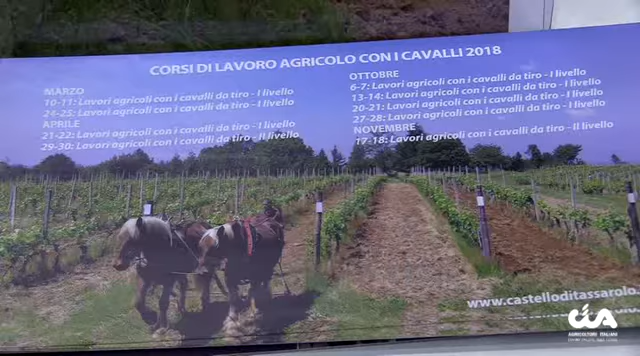 CORSI DI LAVORO AGRICOLO CON I CAVALLI 2018
MARZO
10-11: Lavori agricoli con i cavalli da tiro - I livello
24-25: Lavori agricoli con i cavalli da tiro - I livello
APRILE
21-22: Lavori agricoli con i cavalli da tiro - I livello
29-30: Lavori agricoli con i cavalli da tiro - II livello
OTTOBRE
6-7: Lavori agricoli con i cavalli da tiro - I livello
13-14: Lavori agricoli con i cavalli da tiro - I livello
20-21: Lavori agricoli con i cavalli da tiro - I livello
27-28: Lavori agricoli con i cavalli da tiro - II livello
NOVEMBRE
17-18: Lavori agricoli con i cavalli da tiro - II livello
www.castelloditassarolo.
CIA
AGRICOLTORI ITALIANI